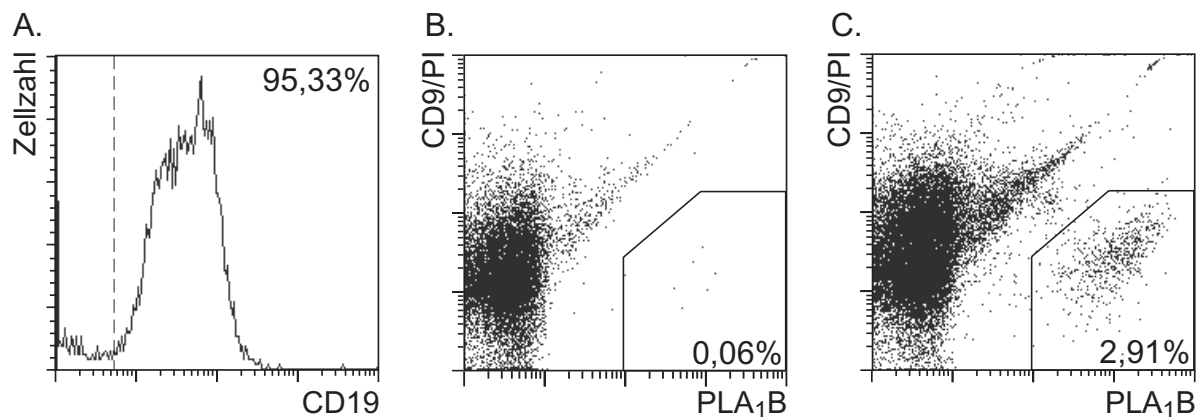 A.
Zellzahl
95,33%
CD19
B.
CD9/PI
0,06%
PLA₁B
C.
CD9/PI
2,91%
PLA₁B